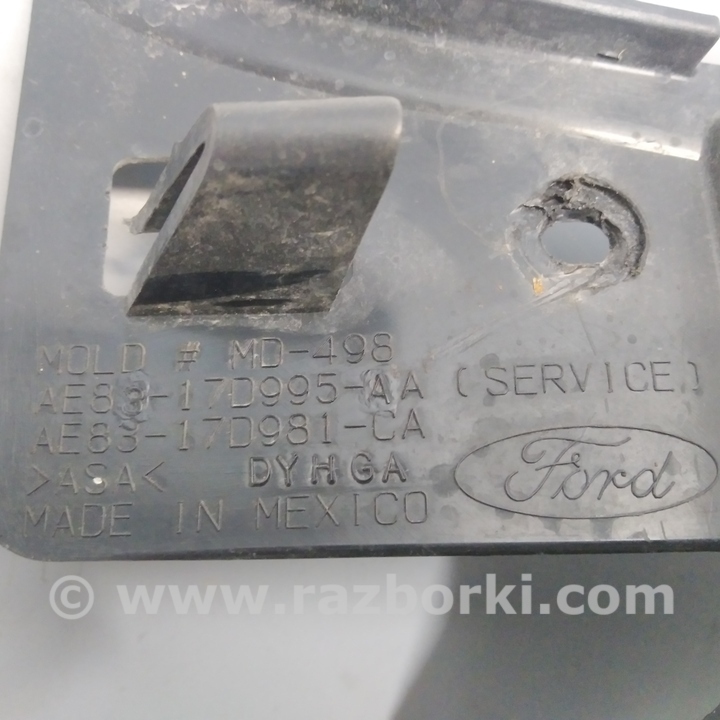 MOLD # MD-498
AE83-17D995-AA (SERVICE)
AE83-17D981-CA
>ASA< DYHGA Ford
MADE IN MEXICO
© www.razborki.com